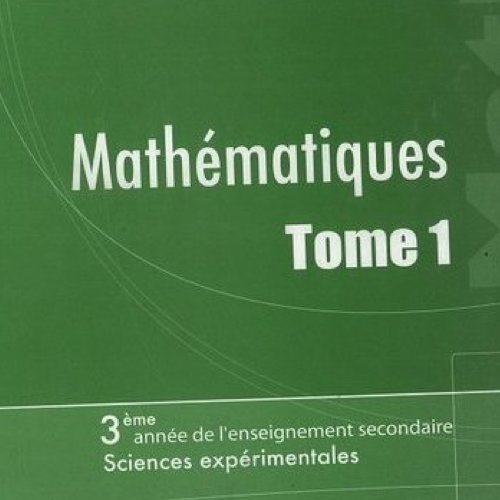 Mathématiques
Tome 1
3ème année de l'enseignement secondaire
Sciences expérimentales